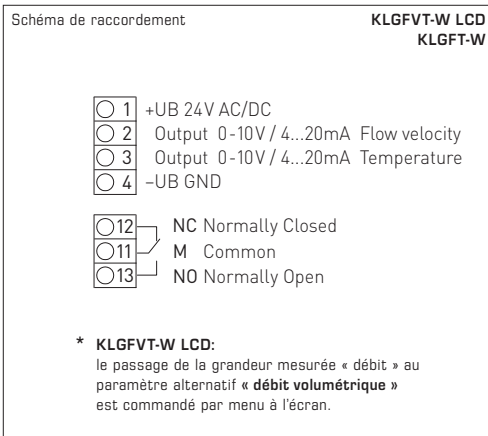 Schéma de raccordement KLGFVT-W LCD
KLGFT-W
1 +UB 24V AC/DC
2 Output 0-10V / 4...20mA Flow velocity
3 Output 0-10V / 4...20mA Temperature
4 –UB GND
12 NC Normally Closed
11 M Common
13 NO Normally Open
* KLGFVT-W LCD:
le passage de la grandeur mesurée « débit » au
paramètre alternatif « débit volumétrique »
est commandé par menu à l'écran.